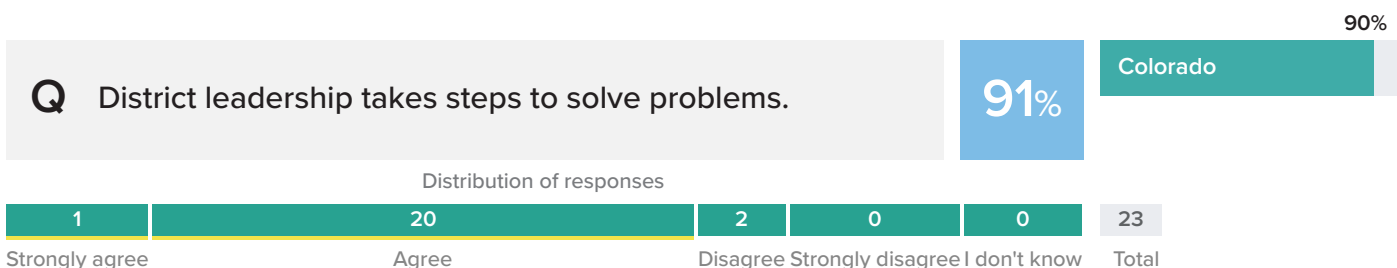 90%
Q District leadership takes steps to solve problems. 91% Colorado
Distribution of responses
1 20 2 0 0 23
Strongly agree Agree Disagree Strongly disagree I don't know Total